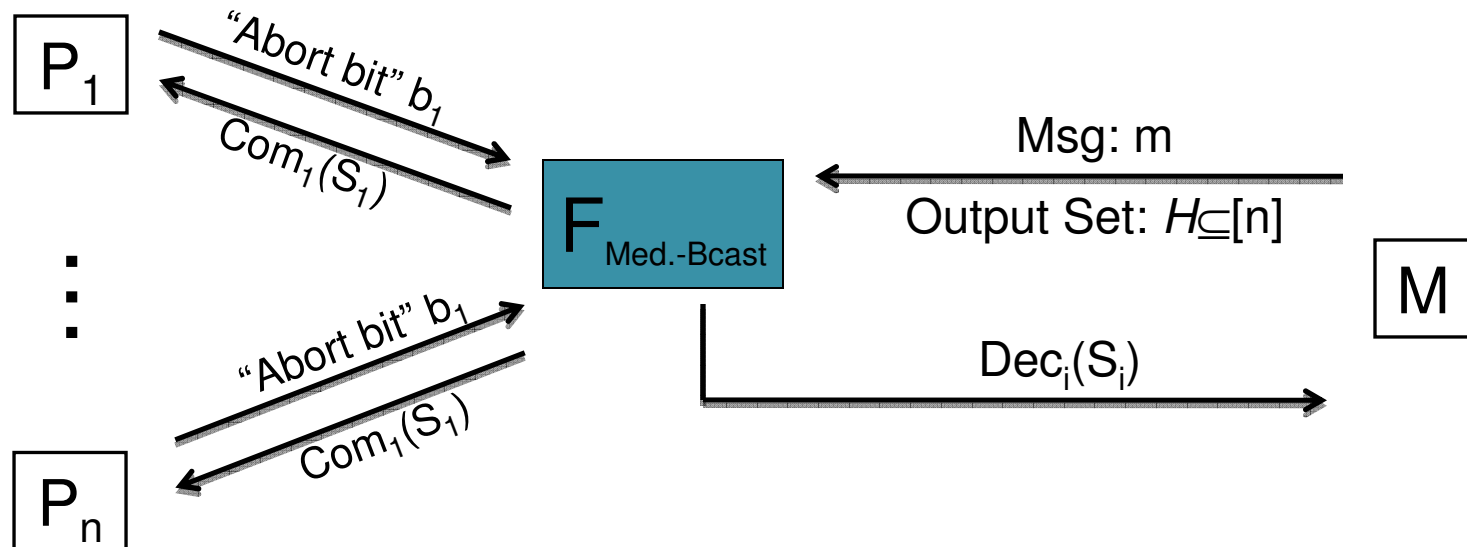 P₁
"Abort bit" b₁
Com₁(S₁)
Msg: m
F Med.-Bcast
Output Set: H⊆[n]
M
⋮
"Abort bit" b₁
Com₁(S₁)
Decᵢ(Sᵢ)
Pₙ